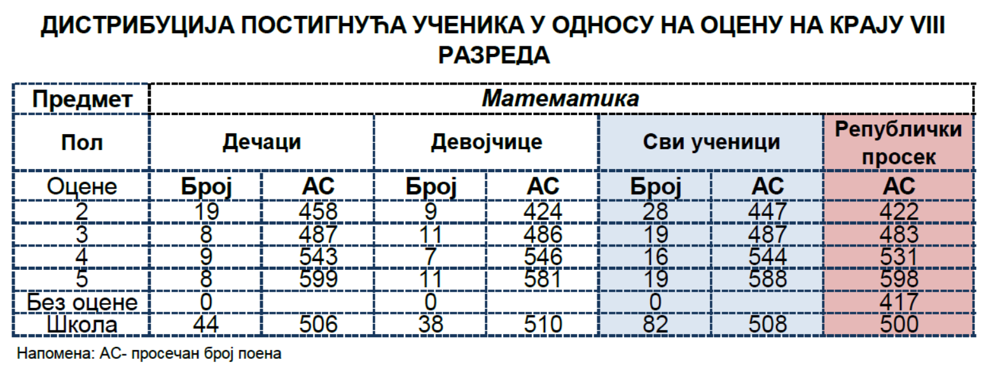 ДИСТРИБУЦИЈА ПОСТИГНУЋА УЧЕНИКА У ОДНОСУ НА ОЦЕНУ НА КРАЈУ VIII
РАЗРЕДА
Предмет Математика
Пол Дечаци Девојчице Сви ученици Републички просек
Оцене Број АС Број АС Број АС АС
2 19 458 9 424 28 447 422
3 8 487 11 486 19 487 483
4 9 543 7 546 16 544 531
5 8 599 11 581 19 588 598
Без оцене 0 0 0 417
Школа 44 506 38 510 82 508 500
Напомена: АС- просечан број поена